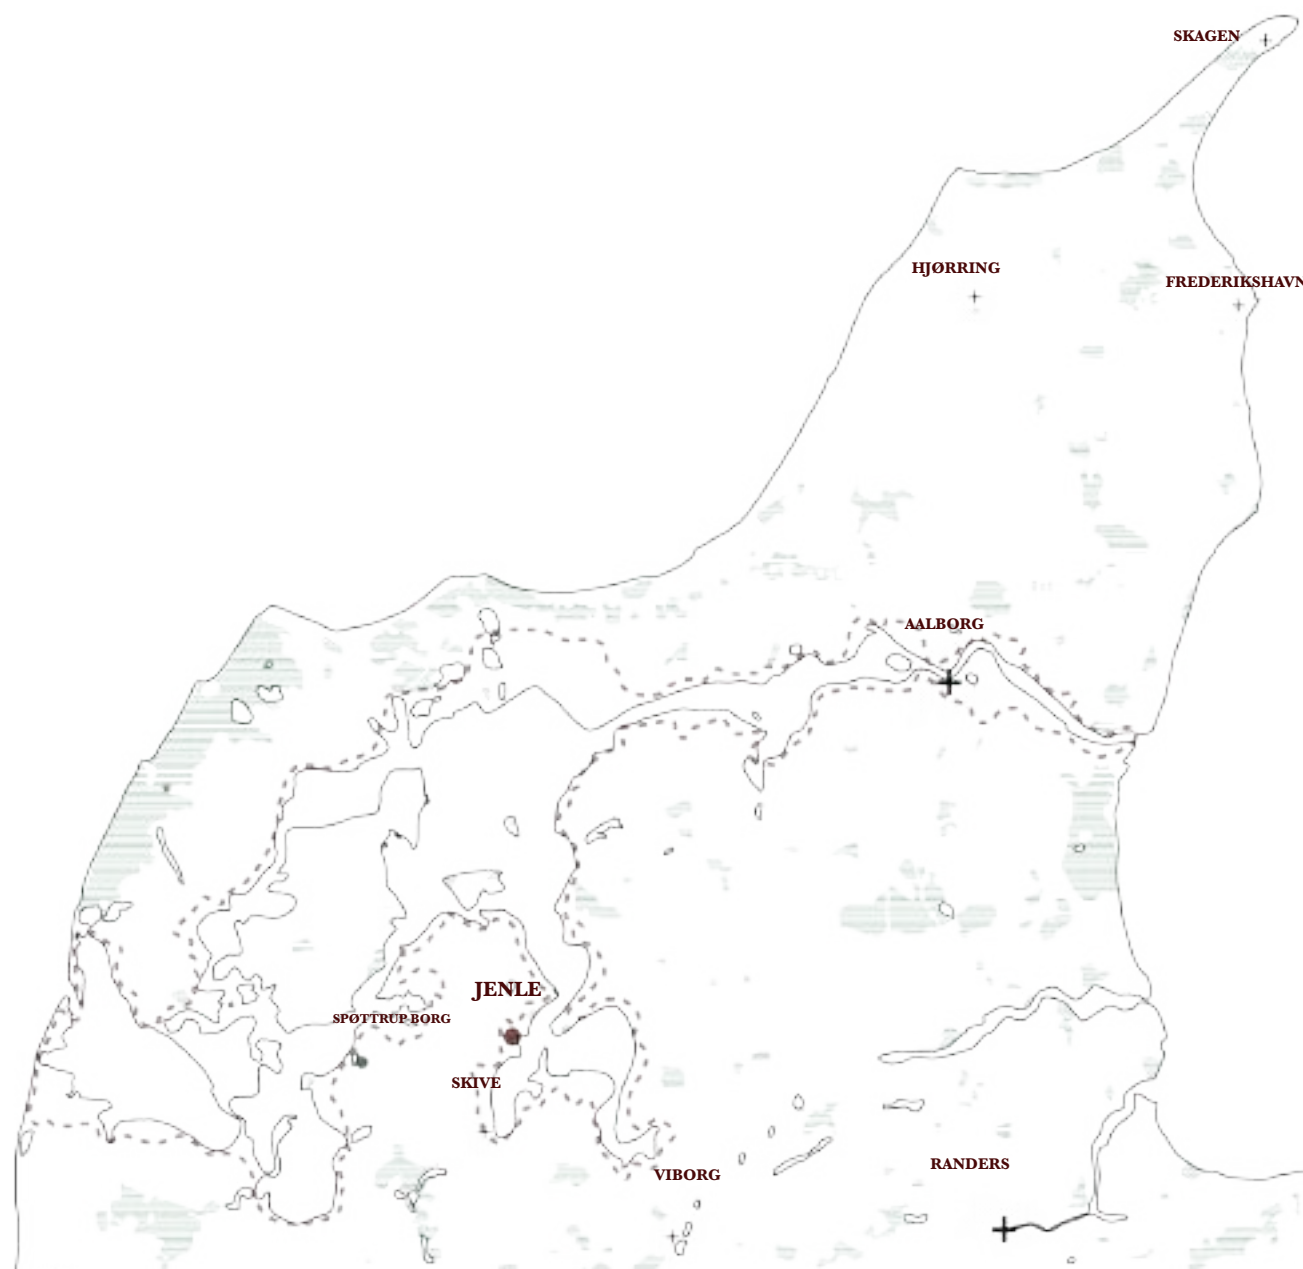 SKAGEN
HJØRRING
FREDERIKSHAVN
AALBORG
JENLE
SPØTTRUP BORG
SKIVE
RANDERS
VIBORG